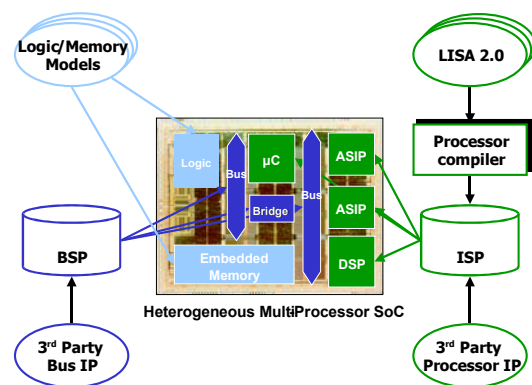 Logic/Memory
Models
LISA 2.0
Processor
compiler
Logic
Bus
µC
Bus
ASIP
Bridge
ASIP
Embedded
Memory
DSP
BSP
ISP
Heterogeneous MultiProcessor SoC
3rd Party
Bus IP
3rd Party
Processor IP